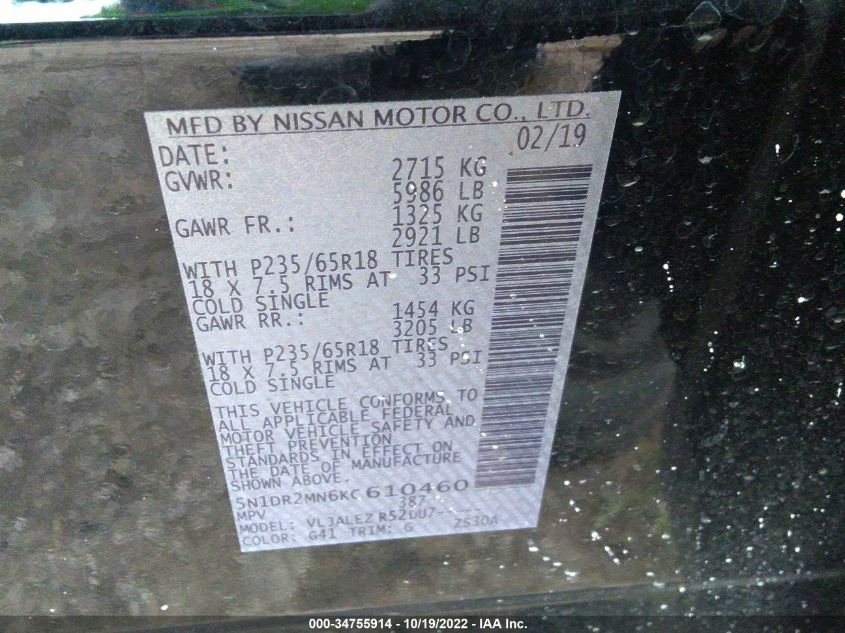 MFD BY NISSAN MOTOR CO., LTD.
DATE: 02/19
GVWR: 2715 KG
5986 LB
GAWR FR.: 1325 KG
2921 LB
WITH P235/65R18 TIRES
18 X 7.5 RIMS AT 33 PSI
COLD SINGLE
GAWR RR.: 1454 KG
3205 LB
WITH P235/65R18 TIRES
18 X 7.5 RIMS AT 33 PSI
COLD SINGLE
THIS VEHICLE CONFORMS TO
ALL APPLICABLE FEDERAL
MOTOR VEHICLE SAFETY AND
THEFT PREVENTION
STANDARDS IN EFFECT ON
THE DATE OF MANUFACTURE
SHOWN ABOVE.
5N1DR2MN6KC610460
MPV 387
MODEL:
COLOR: G41 TRIM: G ZS30A
000-34755914 - 10/19/2022 - IAA Inc.